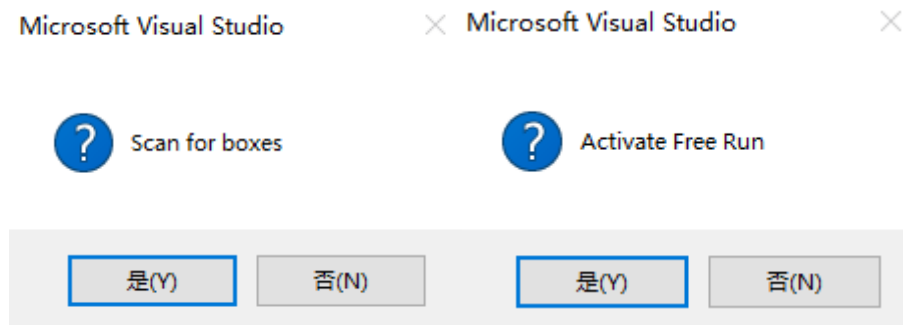 Microsoft Visual Studio
Scan for boxes
是(Y)
否(N)
Microsoft Visual Studio
Activate Free Run
是(Y)
否(N)